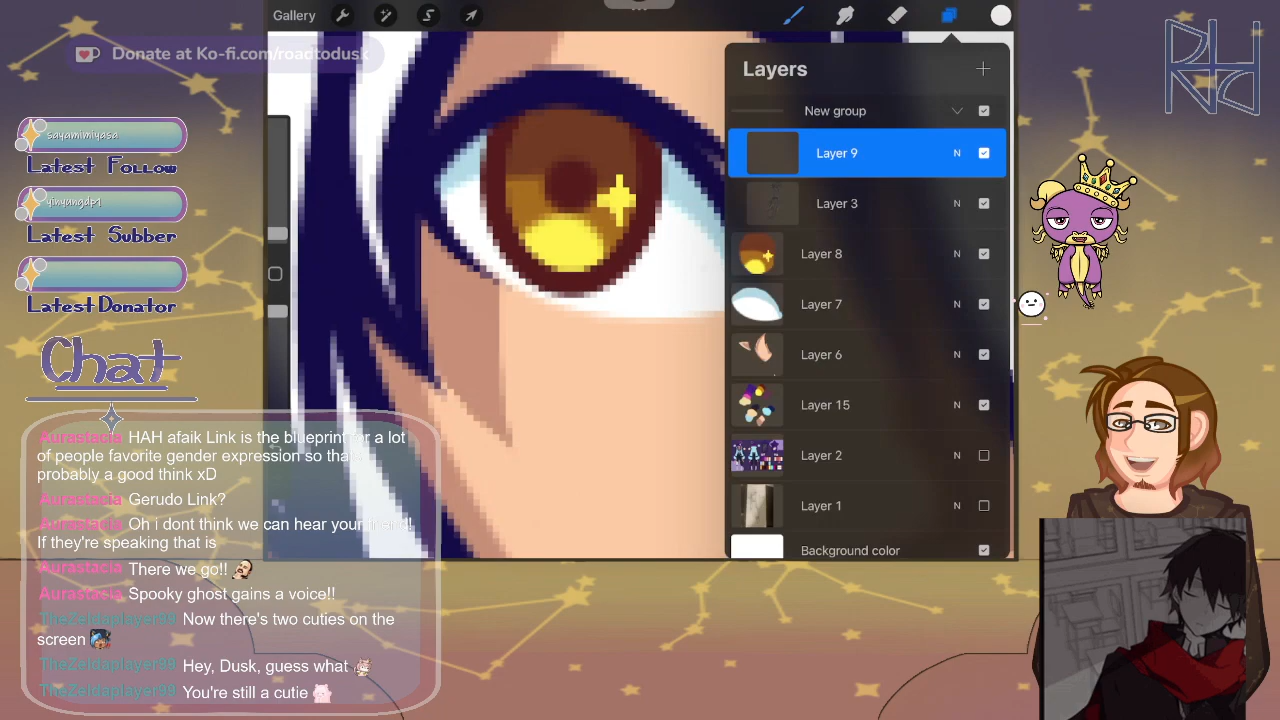 Gallery
Donate at Ko-fi.com/roadtodusk
sayamimiyasa
Latest Follow
yinyangdp1
Latest Subber
Latest Donator
Chat
Aurastacia HAH afaik Link is the blueprint for a lot
of people favorite gender expression so that
probably a good think xD
Aurastacia Gerudo Link?
Aurastacia Oh i dont think we can hear your friend!
If they're speaking that is
Aurastacia There we go!!
Aurastacia Spooky ghost gains a voice!!
TheZeldaplayer99 Now there's two cuties on the
screen
TheZeldaplayer99 Hey, Dusk, guess what
TheZeldaplayer99 You're still a cutie
Layers
New group
Layer 9 N
Layer 3 N
Layer 8 N
Layer 7 N
Layer 6 N
Layer 15 N
Layer 2 N
Layer 1 N
Background color